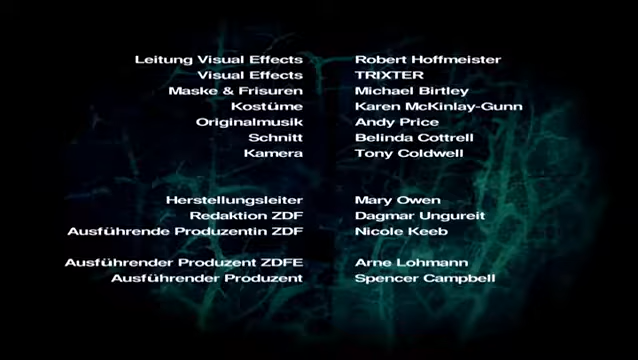 Leitung Visual Effects Robert Hoffmeister
Visual Effects TRIXTER
Maske & Frisuren Michael Birtley
Kostüme Karen McKinlay-Gunn
Originalmusik Andy Price
Schnitt Belinda Cottrell
Kamera Tony Coldwell
Herstellungsleiter Mary Owen
Redaktion ZDF Dagmar Ungureit
Ausführende Produzentin ZDF Nicole Keeb
Ausführender Produzent ZDFE Arne Lohmann
Ausführender Produzent Spencer Campbell